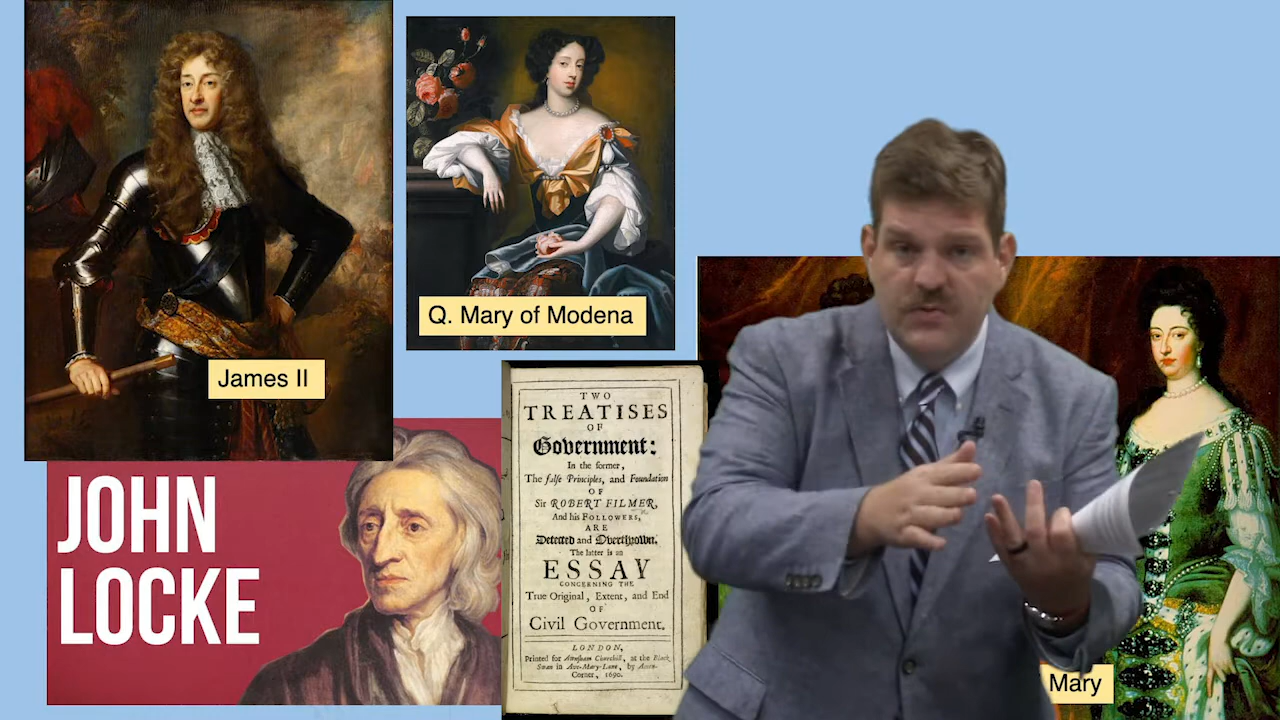 James II
Q. Mary of Modena
JOHN
LOCKE
TWO
TREATISES
OF
Government:
In the former,
The false Principles, and Foundation
OF
Sir ROBERT FILMER,
And his FOLLOWERS,
ARE
Detected and Overthrown.
The latter is an
ESSAY
CONCERNING THE
True Original, Extent, and End
OF
Civil Government.
LONDON,
Printed for Awnsham Churchill, at the Black
Swan in Ave-Mary-Lane, by Amen-
Corner, 1690.
Mary